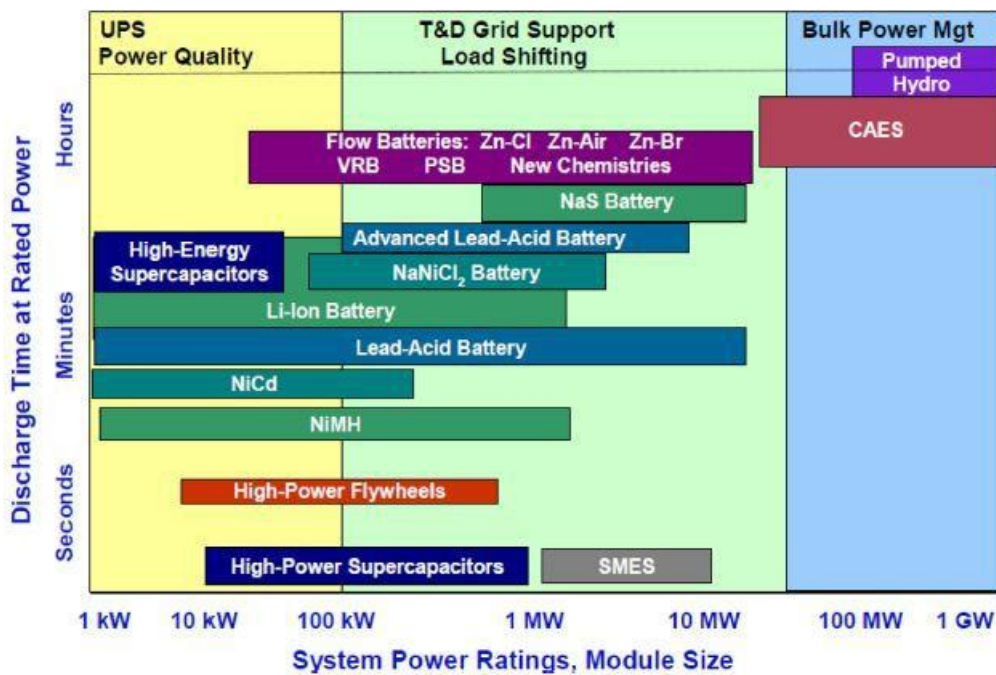 UPS
Power Quality
T&D Grid Support
Load Shifting
Bulk Power Mgt
Pumped
Hydro
CAES
Flow Batteries: Zn-Cl Zn-Air Zn-Br
VRB PSB New Chemistries
NaS Battery
Advanced Lead-Acid Battery
High-Energy
Supercapacitors
NaNiCl₂ Battery
Li-Ion Battery
Lead-Acid Battery
NiCd
NiMH
High-Power Flywheels
High-Power Supercapacitors
SMES
Discharge Time at Rated Power
Hours
Minutes
Seconds
1 kW 10 kW 100 kW 1 MW 10 MW 100 MW 1 GW
System Power Ratings, Module Size